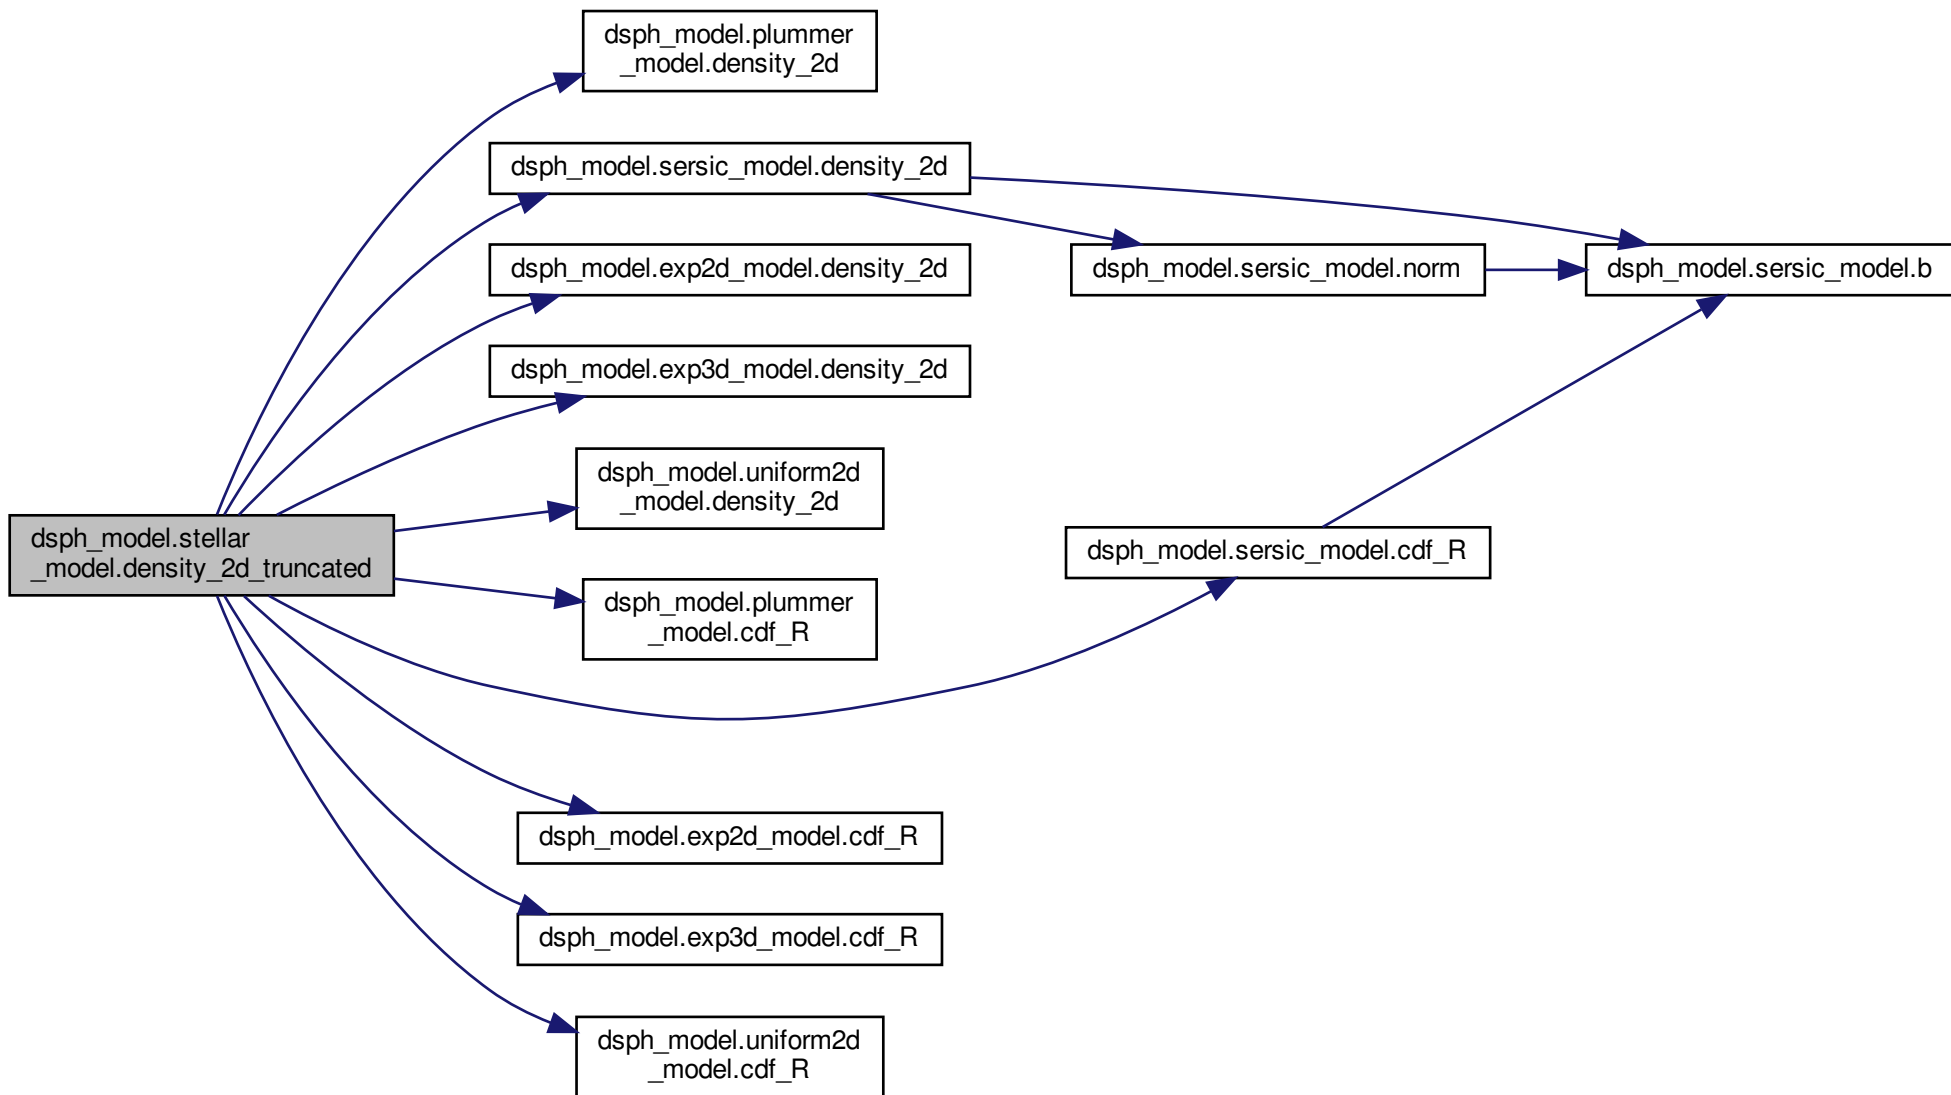 dsph_model.plummer
_model.density_2d
dsph_model.sersic_model.density_2d
dsph_model.exp2d_model.density_2d
dsph_model.sersic_model.norm
dsph_model.sersic_model.b
dsph_model.exp3d_model.density_2d
dsph_model.uniform2d
_model.density_2d
dsph_model.stellar
_model.density_2d_truncated
dsph_model.sersic_model.cdf_R
dsph_model.plummer
_model.cdf_R
dsph_model.exp2d_model.cdf_R
dsph_model.exp3d_model.cdf_R
dsph_model.uniform2d
_model.cdf_R